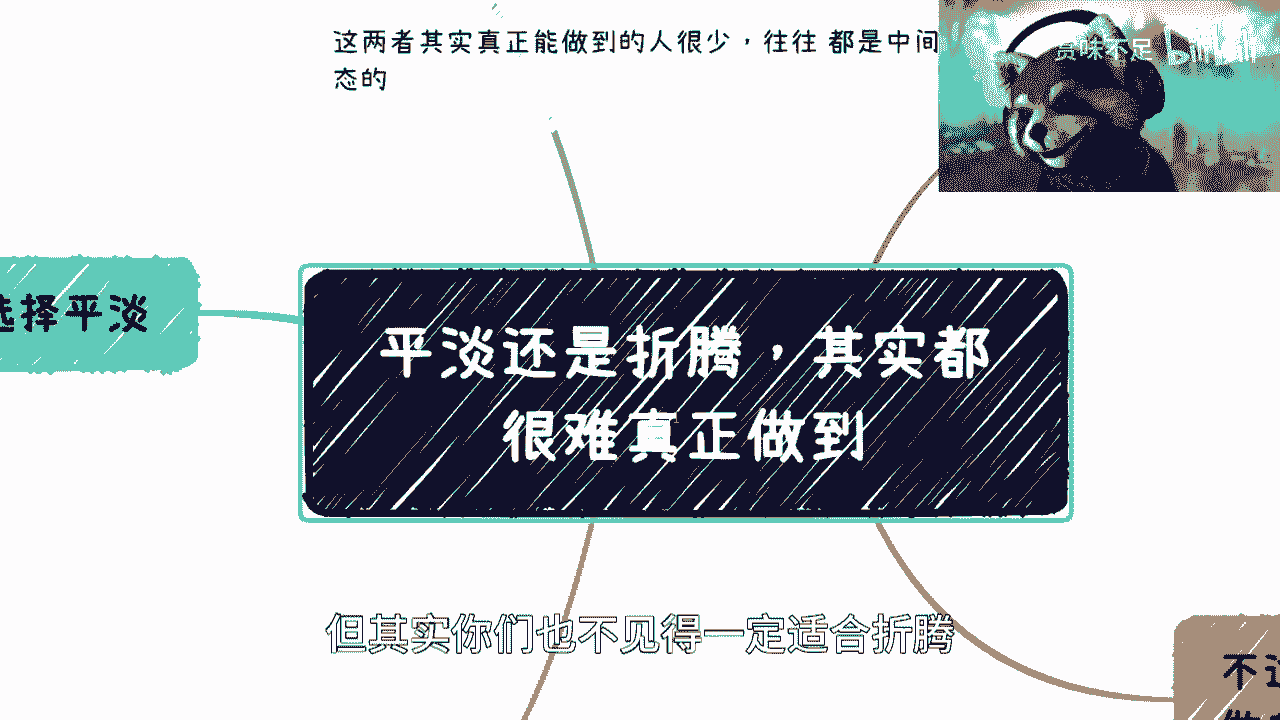 这两者其实真正能做到的人很少，往往 都是中间
态的
赏味不足 bilibili
选择平淡
平淡还是折腾，其实都
很难真正做到
但其实你们也不见得一定适合折腾